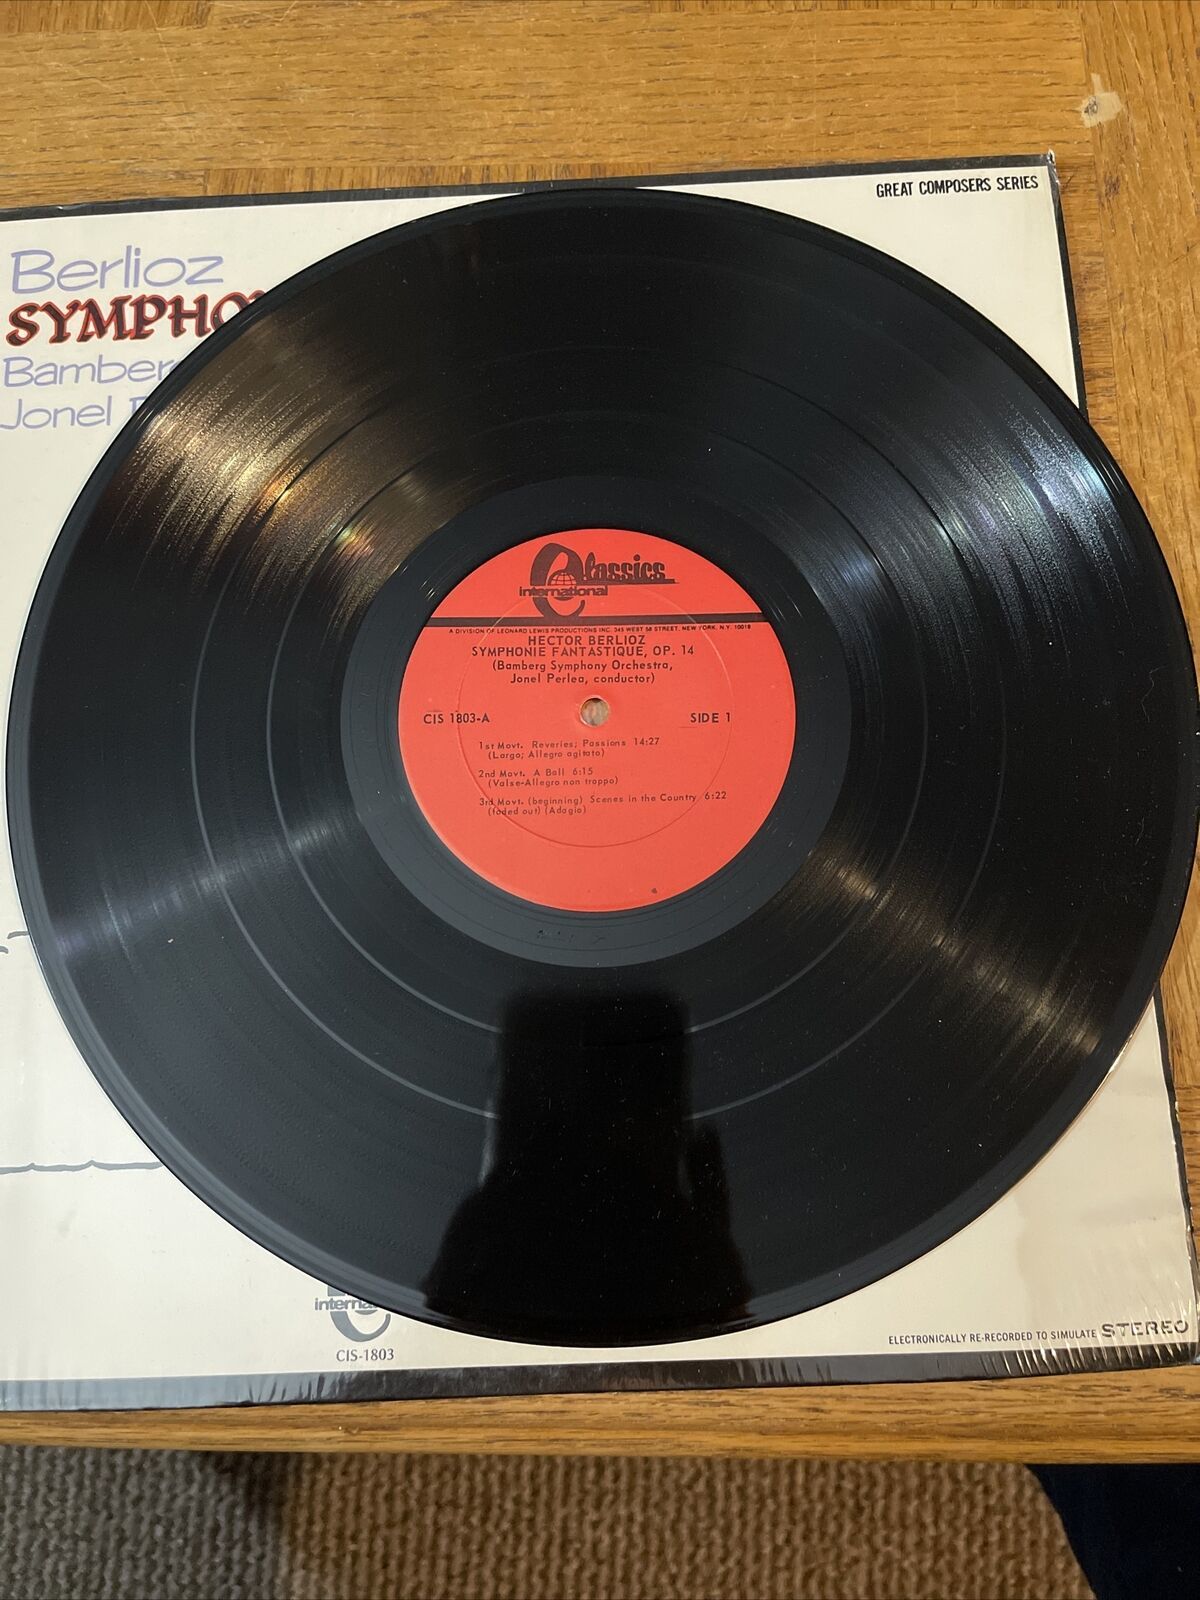 GREAT COMPOSERS SERIES
Berlioz
SYMPHO
Bamber
Jonel
Classics
international
A DIVISION OF LEONARD LEWIS PRODUCTIONS INC. 345 WEST 58 STREET, NEW YORK, N.Y. 10019
HECTOR BERLIOZ
SYMPHONIE FANTASTIQUE, OP. 14
(Bamberg Symphony Orchestra,
Jonel Perlea, conductor)
CIS 1803-A SIDE 1
1st Movt. Reveries; Passions 14:27
(Largo; Allegro agitato)
2nd Movt. A Ball 6:15
(Valse-Allegro non troppo)
3rd Movt. (beginning) Scenes in the Country 6:22
(faded out) (Adagio)
interna
CIS-1803
ELECTRONICALLY RE-RECORDED TO SIMULATE STEREO